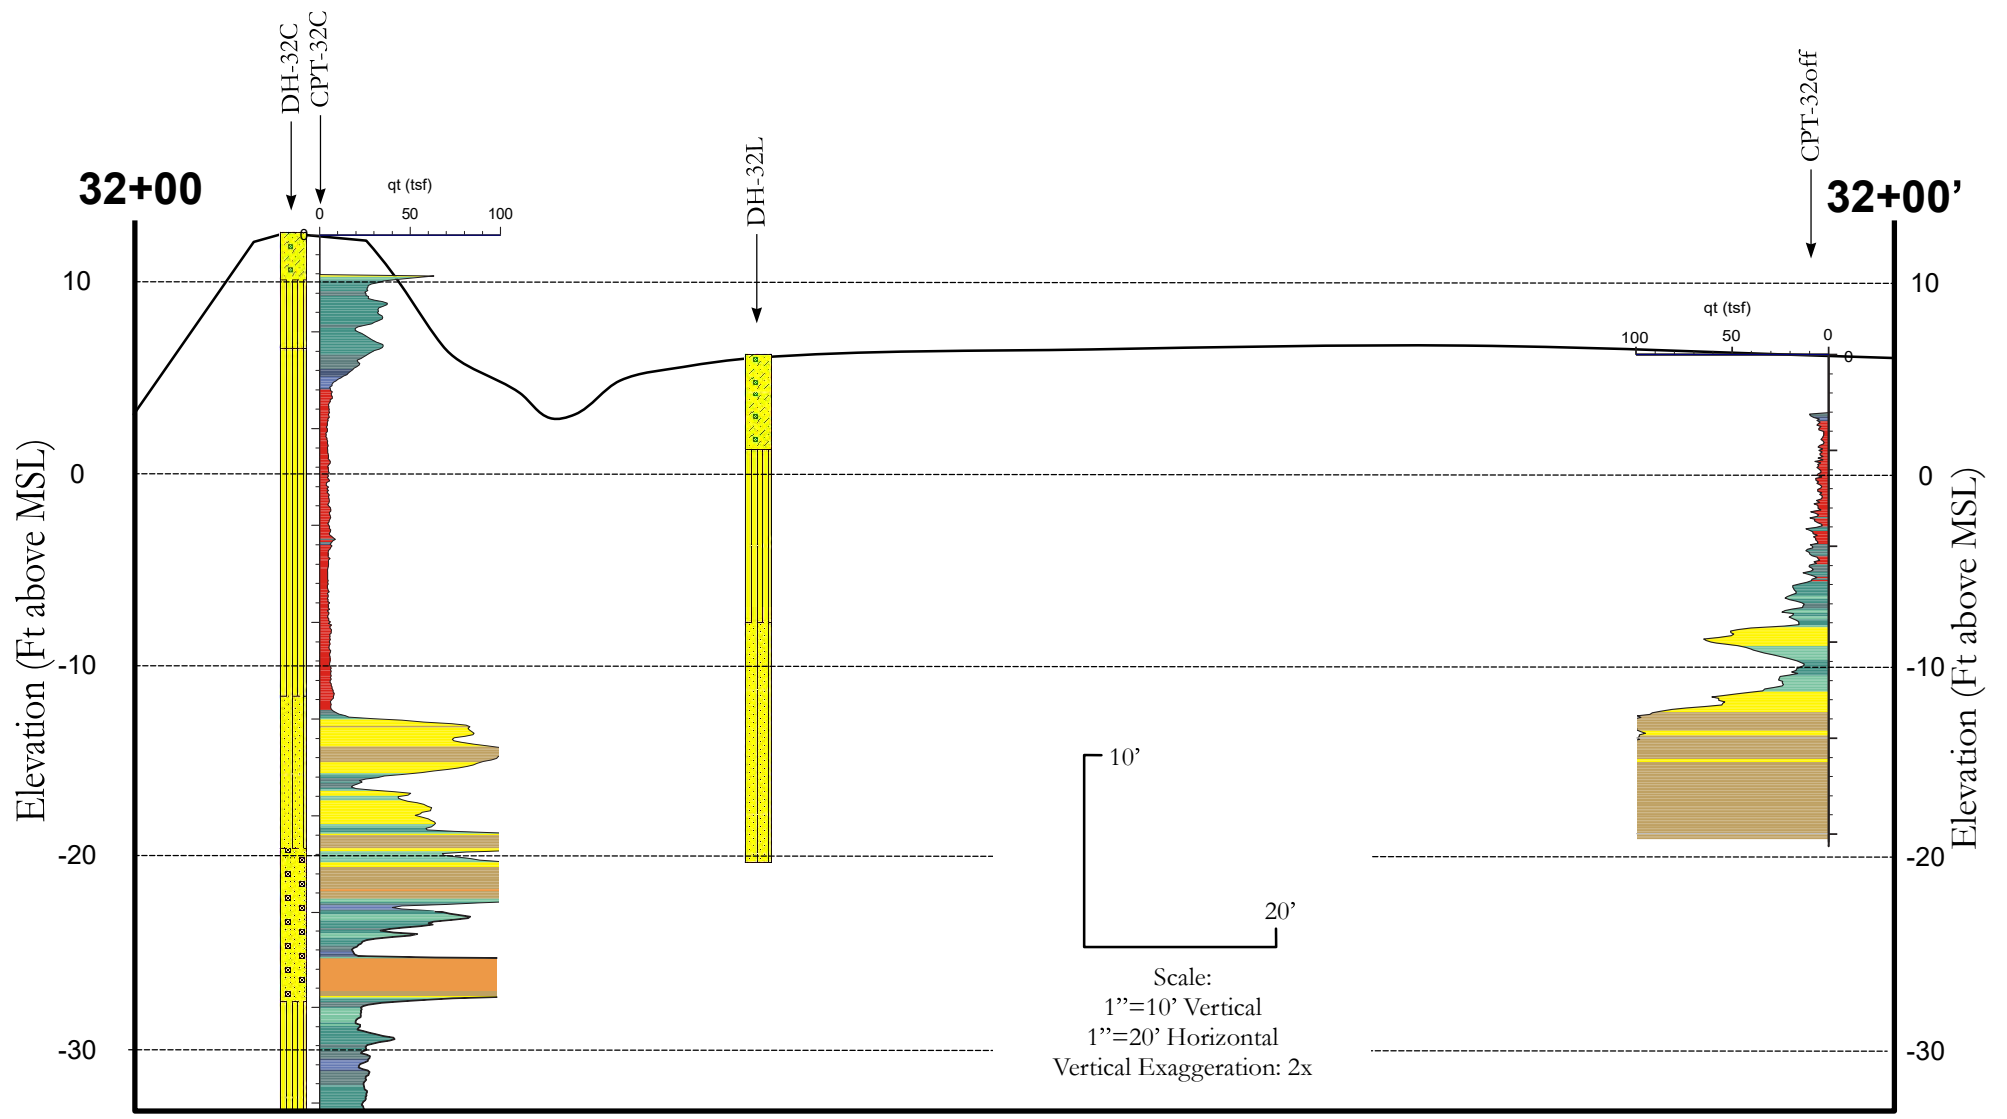 DH-32C
CPT-32C
DH-32L
CPT-32off
32+00
32+00’
qt (tsf)
0
50
100
0
qt (tsf)
100
50
0
0
10
0
-10
-20
-30
10
0
-10
-20
-30
Elevation (Ft above MSL)
Elevation (Ft above MSL)
10’
20’
Scale:
1”=10’ Vertical
1”=20’ Horizontal
Vertical Exaggeration: 2x